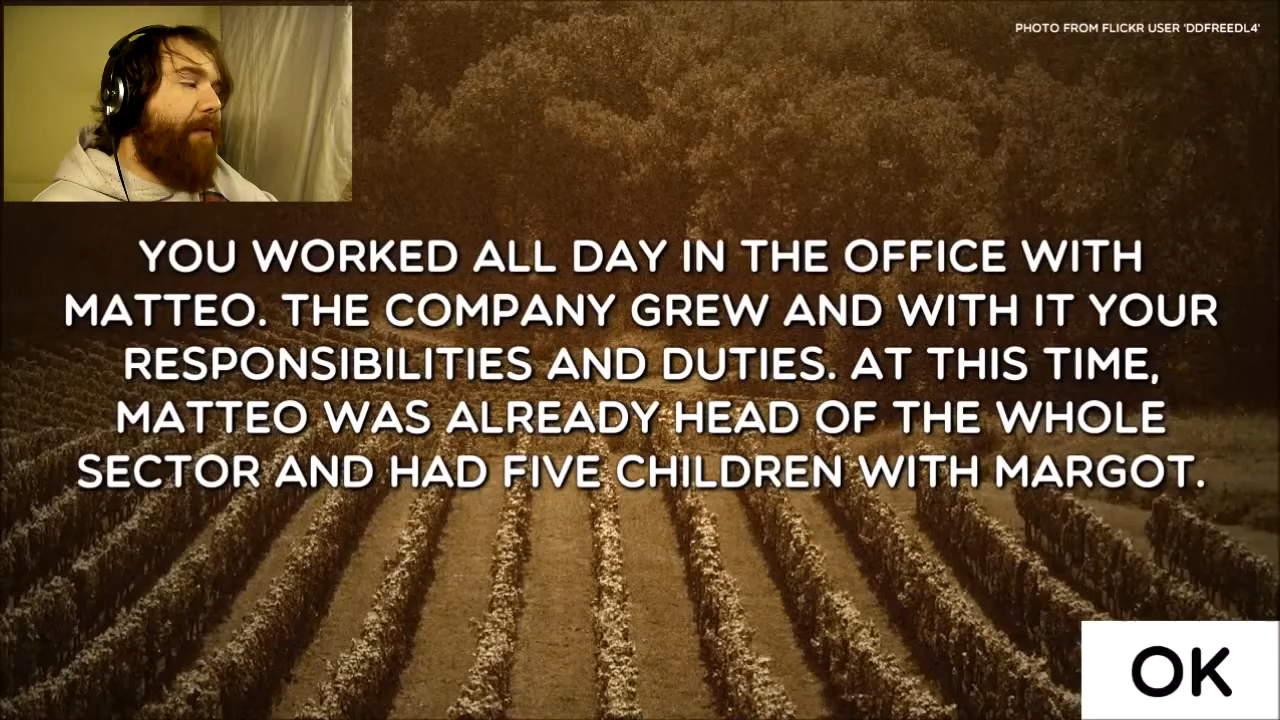 PHOTO FROM FLICKR USER 'DDFREEDL4'
YOU WORKED ALL DAY IN THE OFFICE WITH
MATTEO. THE COMPANY GREW AND WITH IT YOUR
RESPONSIBILITIES AND DUTIES. AT THIS TIME,
MATTEO WAS ALREADY HEAD OF THE WHOLE
SECTOR AND HAD FIVE CHILDREN WITH MARGOT.
OK